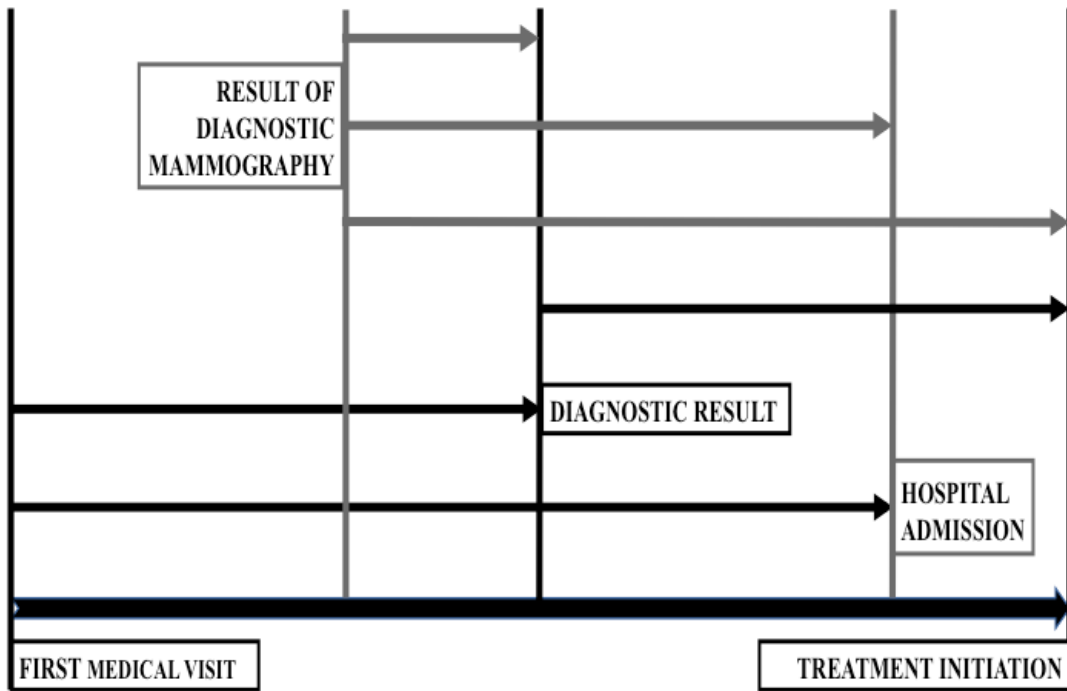 RESULT OF
DIAGNOSTIC
MAMMOGRAPHY
DIAGNOSTIC RESULT
HOSPITAL
ADMISSION
FIRST MEDICAL VISIT
TREATMENT INITIATION